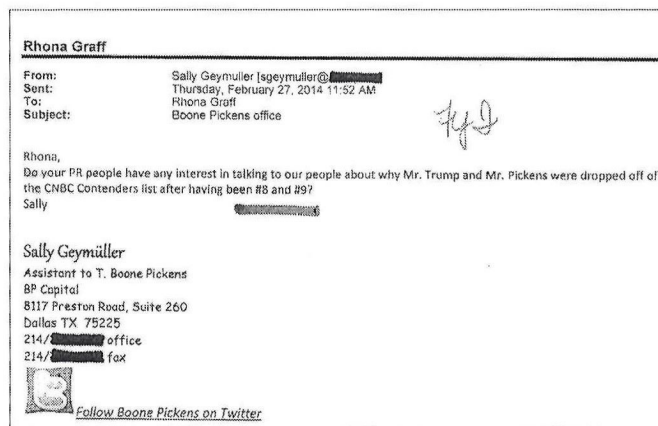 Rhona Graff
From: Sally Geymuller [sgeymuller@
Sent: Thursday, February 27, 2014 11:52 AM
To: Rhona Graff
Subject: Boone Pickens office
FYI
Rhona,
Do your PR people have any interest in talking to our people about why Mr. Trump and Mr. Pickens were dropped off of
the CNBC Contenders list after having been #8 and #9?
Sally
Sally Geymüller
Assistant to T. Boone Pickens
BP Capital
8117 Preston Road, Suite 260
Dallas TX 75225
214/ office
214/ fax
Follow Boone Pickens on Twitter